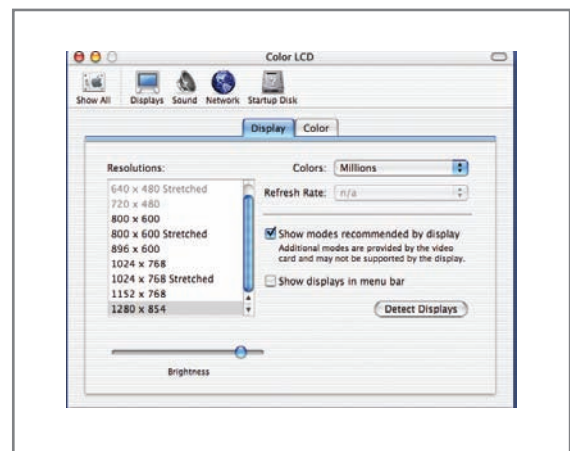 Color LCD
Show All Displays Sound Network Startup Disk
Display Color
Resolutions:
640 x 480 Stretched
720 x 480
800 x 600
800 x 600 Stretched
896 x 600
1024 x 768
1024 x 768 Stretched
1152 x 768
1280 x 854
Brightness
Colors: Millions
Refresh Rate: n/a
Show modes recommended by display
Additional modes are provided by the video
card and may not be supported by the display.
Show displays in menu bar
Detect Displays